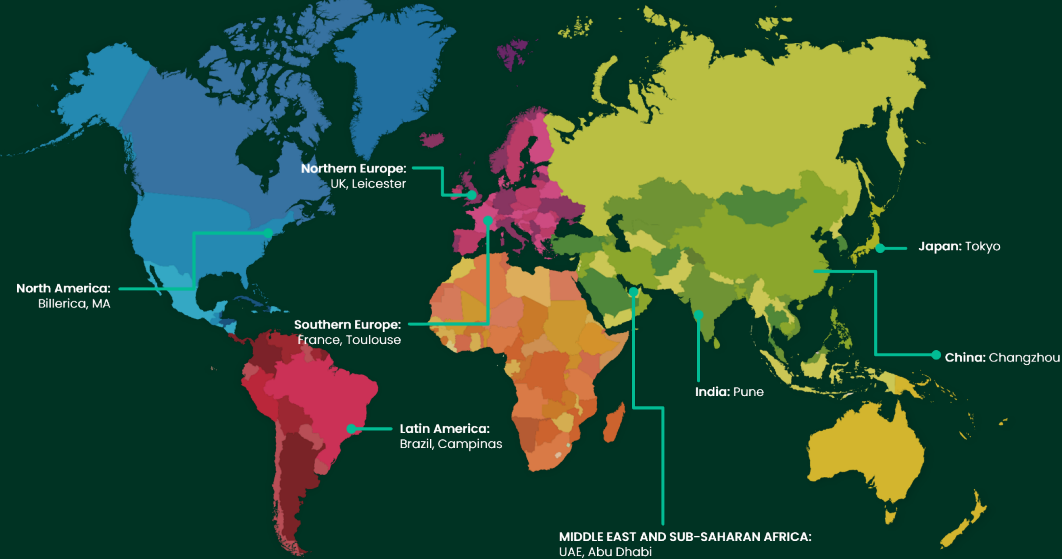 Northern Europe:
UK, Leicester
Japan: Tokyo
North America:
Billerica, MA
Southern Europe:
France, Toulouse
China: Changzhou
India: Pune
Latin America:
Brazil, Campinas
MIDDLE EAST AND SUB-SAHARAN AFRICA:
UAE, Abu Dhabi